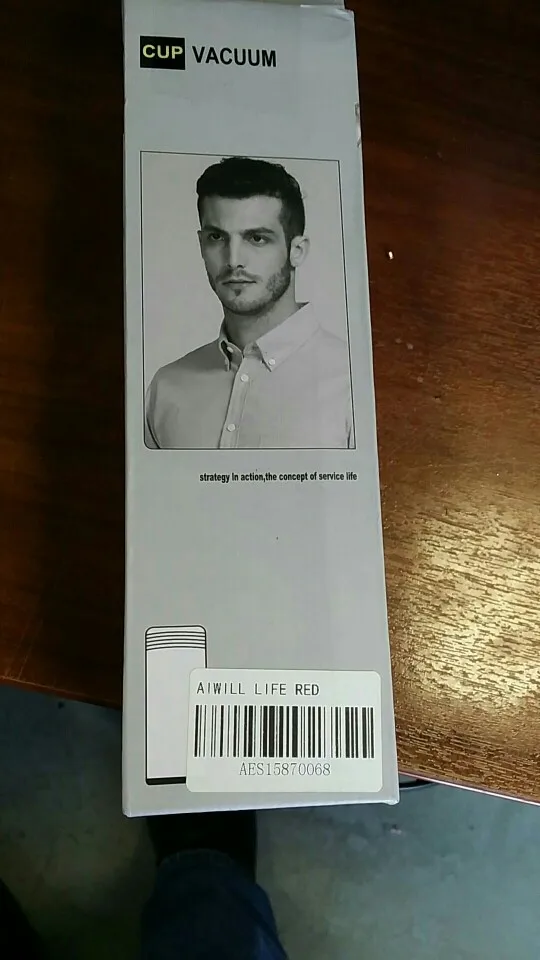 CUP VACUUM
strategy in action,the concept of service life
AIWILL LIFE RED
AES15870068